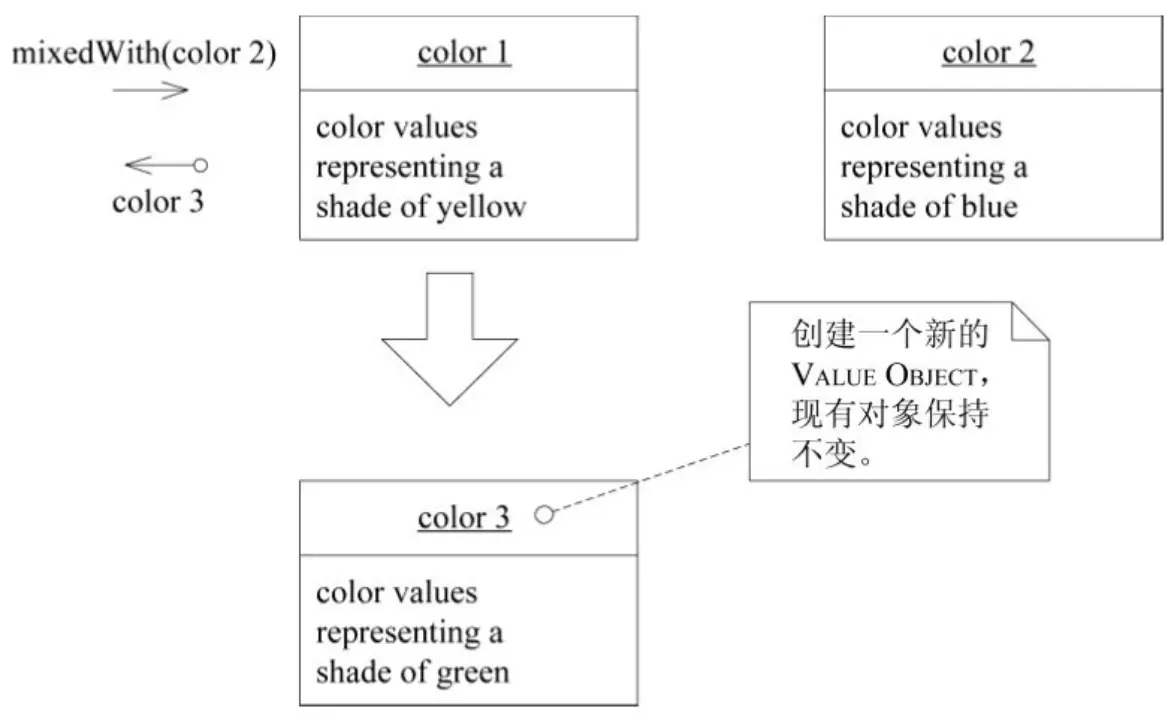 mixedWith(color 2)
color 3
color 1
color values
representing a
shade of yellow
color 2
color values
representing a
shade of blue
创建一个新的
VALUE OBJECT，
现有对象保持
不变。
color 3
color values
representing a
shade of green